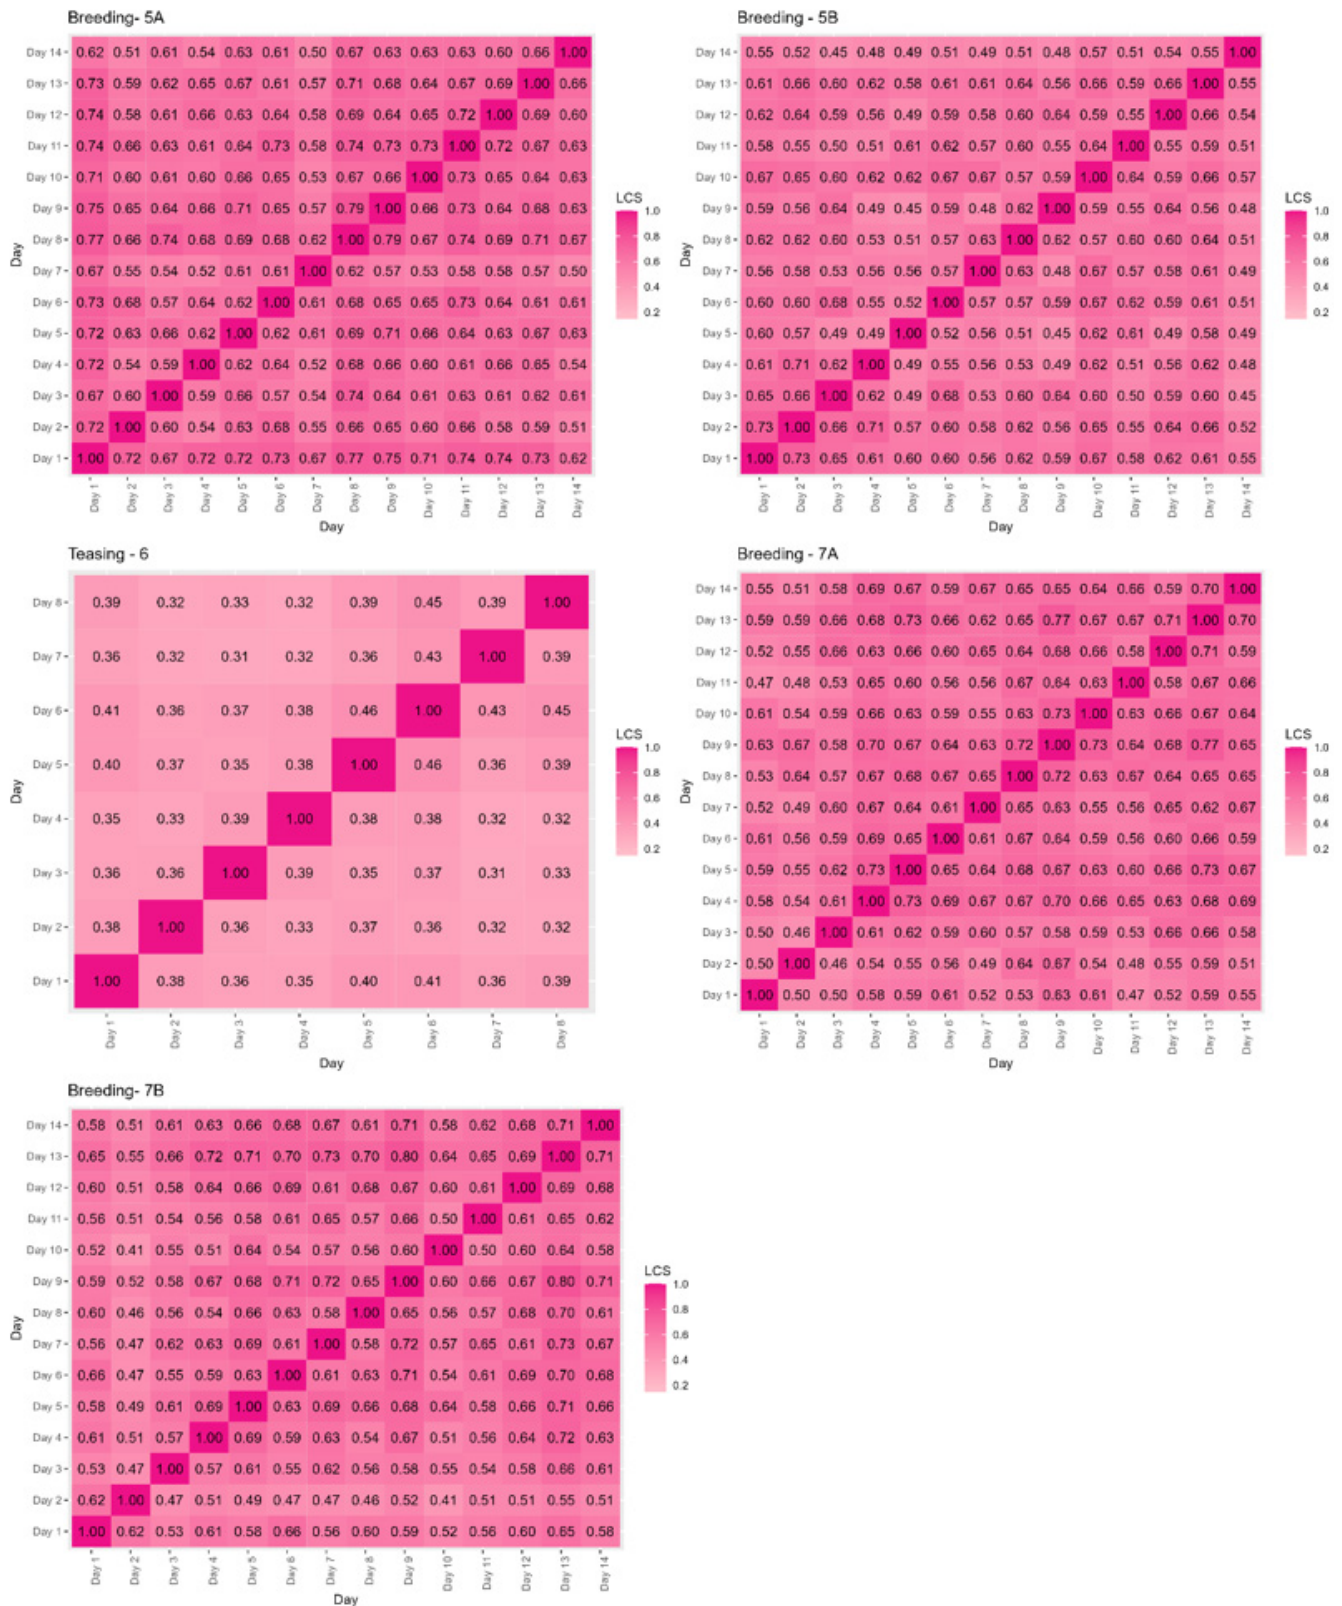 Breeding- 5A
Day 14 0.62 0.51 0.61 0.54 0.63 0.61 0.50 0.67 0.63 0.63 0.63 0.60 0.66 1.00
Day 13 0.73 0.59 0.62 0.65 0.67 0.61 0.57 0.71 0.68 0.64 0.67 0.69 1.00 0.66
Day 12 0.74 0.58 0.61 0.66 0.63 0.64 0.58 0.69 0.64 0.65 0.72 1.00 0.69 0.60
Day 11 0.74 0.66 0.63 0.61 0.64 0.73 0.58 0.74 0.73 0.73 1.00 0.72 0.67 0.63
Day 10 0.71 0.60 0.61 0.60 0.66 0.65 0.53 0.67 0.66 1.00 0.73 0.65 0.64 0.63
Day 9 0.75 0.65 0.64 0.66 0.71 0.65 0.57 0.79 1.00 0.66 0.73 0.64 0.68 0.63
Day 8 0.77 0.66 0.74 0.68 0.69 0.68 0.62 1.00 0.79 0.67 0.74 0.69 0.71 0.67
Day 7 0.67 0.55 0.54 0.52 0.61 0.61 1.00 0.62 0.57 0.53 0.58 0.58 0.57 0.50
Day 6 0.73 0.68 0.57 0.64 0.62 1.00 0.61 0.68 0.65 0.65 0.73 0.64 0.61 0.61
Day 5 0.72 0.63 0.66 0.62 1.00 0.62 0.61 0.69 0.71 0.66 0.64 0.63 0.67 0.63
Day 4 0.72 0.54 0.59 1.00 0.62 0.64 0.52 0.68 0.66 0.60 0.61 0.66 0.65 0.54
Day 3 0.67 0.60 1.00 0.59 0.66 0.57 0.54 0.74 0.64 0.61 0.63 0.61 0.62 0.61
Day 2 0.72 1.00 0.60 0.54 0.63 0.68 0.55 0.66 0.65 0.60 0.66 0.58 0.59 0.51
Day 1 1.00 0.72 0.67 0.72 0.72 0.73 0.67 0.77 0.75 0.71 0.74 0.74 0.73 0.62
Day 1 Day 2 Day 3 Day 4 Day 5 Day 6 Day 7 Day 8 Day 9 Day 10 Day 11 Day 12 Day 13 Day 14
Day
Day
LCS
1.0
0.8
0.6
0.4
0.2
Breeding - 5B
Day 14 0.55 0.52 0.45 0.48 0.49 0.51 0.49 0.51 0.48 0.57 0.51 0.54 0.55 1.00
Day 13 0.61 0.66 0.60 0.62 0.58 0.61 0.61 0.64 0.56 0.66 0.59 0.66 1.00 0.55
Day 12 0.62 0.64 0.59 0.56 0.49 0.59 0.58 0.60 0.64 0.59 0.55 1.00 0.66 0.54
Day 11 0.58 0.55 0.50 0.51 0.61 0.62 0.57 0.60 0.55 0.64 1.00 0.55 0.59 0.51
Day 10 0.67 0.65 0.60 0.62 0.62 0.67 0.67 0.57 0.59 1.00 0.64 0.59 0.66 0.57
Day 9 0.59 0.56 0.64 0.49 0.45 0.59 0.48 0.62 1.00 0.59 0.55 0.64 0.56 0.48
Day 8 0.62 0.62 0.60 0.53 0.51 0.57 0.63 1.00 0.62 0.57 0.60 0.60 0.64 0.51
Day 7 0.56 0.58 0.53 0.56 0.56 0.57 1.00 0.63 0.48 0.67 0.57 0.58 0.61 0.49
Day 6 0.60 0.60 0.68 0.55 0.52 1.00 0.57 0.57 0.59 0.67 0.62 0.59 0.61 0.51
Day 5 0.60 0.57 0.49 0.49 1.00 0.52 0.56 0.51 0.45 0.62 0.61 0.49 0.58 0.49
Day 4 0.61 0.71 0.62 1.00 0.49 0.55 0.56 0.53 0.49 0.62 0.51 0.56 0.62 0.48
Day 3 0.65 0.66 1.00 0.62 0.49 0.68 0.53 0.60 0.64 0.60 0.50 0.59 0.60 0.45
Day 2 0.73 1.00 0.66 0.71 0.57 0.60 0.58 0.62 0.56 0.65 0.55 0.64 0.66 0.52
Day 1 1.00 0.73 0.65 0.61 0.60 0.60 0.56 0.62 0.59 0.67 0.58 0.62 0.61 0.55
Day 1 Day 2 Day 3 Day 4 Day 5 Day 6 Day 7 Day 8 Day 9 Day 10 Day 11 Day 12 Day 13 Day 14
Day
Day
LCS
1.0
0.8
0.6
0.4
0.2
Teasing - 6
Day 8 0.39 0.32 0.33 0.32 0.39 0.45 0.39 1.00
Day 7 0.36 0.32 0.31 0.32 0.36 0.43 1.00 0.39
Day 6 0.41 0.36 0.37 0.38 0.46 1.00 0.43 0.45
Day 5 0.40 0.37 0.35 0.38 1.00 0.46 0.36 0.39
Day 4 0.35 0.33 0.39 1.00 0.38 0.38 0.32 0.32
Day 3 0.36 0.36 1.00 0.39 0.35 0.37 0.31 0.33
Day 2 0.38 1.00 0.36 0.33 0.37 0.36 0.32 0.32
Day 1 1.00 0.38 0.36 0.35 0.40 0.41 0.36 0.39
Day 1 Day 2 Day 3 Day 4 Day 5 Day 6 Day 7 Day 8
Day
Day
LCS
1.0
0.8
0.6
0.4
0.2
Breeding - 7A
Day 14 0.55 0.51 0.58 0.69 0.67 0.59 0.67 0.65 0.65 0.64 0.66 0.59 0.70 1.00
Day 13 0.59 0.59 0.66 0.68 0.73 0.66 0.62 0.65 0.77 0.67 0.67 0.71 1.00 0.70
Day 12 0.52 0.55 0.66 0.63 0.66 0.60 0.65 0.64 0.68 0.66 0.58 1.00 0.71 0.59
Day 11 0.47 0.48 0.53 0.65 0.60 0.56 0.56 0.67 0.64 0.63 1.00 0.58 0.67 0.66
Day 10 0.61 0.54 0.59 0.66 0.63 0.59 0.55 0.63 0.73 1.00 0.63 0.66 0.67 0.64
Day 9 0.63 0.67 0.58 0.70 0.67 0.64 0.63 0.72 1.00 0.73 0.64 0.68 0.77 0.65
Day 8 0.53 0.64 0.57 0.67 0.68 0.67 0.65 1.00 0.72 0.63 0.67 0.64 0.65 0.65
Day 7 0.52 0.49 0.60 0.67 0.64 0.61 1.00 0.65 0.63 0.55 0.56 0.65 0.62 0.67
Day 6 0.61 0.56 0.59 0.69 0.65 1.00 0.61 0.67 0.64 0.59 0.56 0.60 0.66 0.59
Day 5 0.59 0.55 0.62 0.73 1.00 0.65 0.64 0.68 0.67 0.63 0.60 0.66 0.73 0.67
Day 4 0.58 0.54 0.61 1.00 0.73 0.69 0.67 0.67 0.70 0.66 0.65 0.63 0.68 0.69
Day 3 0.50 0.46 1.00 0.61 0.62 0.59 0.60 0.57 0.58 0.59 0.53 0.66 0.66 0.58
Day 2 0.50 1.00 0.46 0.54 0.55 0.56 0.49 0.64 0.67 0.54 0.48 0.55 0.59 0.51
Day 1 1.00 0.50 0.50 0.58 0.59 0.61 0.52 0.53 0.63 0.61 0.47 0.52 0.59 0.55
Day 1 Day 2 Day 3 Day 4 Day 5 Day 6 Day 7 Day 8 Day 9 Day 10 Day 11 Day 12 Day 13 Day 14
Day
Day
LCS
1.0
0.8
0.6
0.4
0.2
Breeding- 7B
Day 14 0.58 0.51 0.61 0.63 0.66 0.68 0.67 0.61 0.71 0.58 0.62 0.68 0.71 1.00
Day 13 0.65 0.55 0.66 0.72 0.71 0.70 0.73 0.70 0.80 0.64 0.65 0.69 1.00 0.71
Day 12 0.60 0.51 0.58 0.64 0.66 0.69 0.61 0.68 0.67 0.60 0.61 1.00 0.69 0.68
Day 11 0.56 0.51 0.54 0.56 0.58 0.61 0.65 0.57 0.66 0.50 1.00 0.61 0.65 0.62
Day 10 0.52 0.41 0.55 0.51 0.64 0.54 0.57 0.56 0.60 1.00 0.50 0.60 0.64 0.58
Day 9 0.59 0.52 0.58 0.67 0.68 0.71 0.72 0.65 1.00 0.60 0.66 0.67 0.80 0.71
Day 8 0.60 0.46 0.56 0.54 0.66 0.63 0.58 1.00 0.65 0.56 0.57 0.68 0.70 0.61
Day 7 0.56 0.47 0.62 0.63 0.69 0.61 1.00 0.58 0.72 0.57 0.65 0.61 0.73 0.67
Day 6 0.66 0.47 0.55 0.59 0.63 1.00 0.61 0.63 0.71 0.54 0.61 0.69 0.70 0.68
Day 5 0.58 0.49 0.61 0.69 1.00 0.63 0.69 0.66 0.68 0.64 0.58 0.66 0.71 0.66
Day 4 0.61 0.51 0.57 1.00 0.69 0.59 0.63 0.54 0.67 0.51 0.56 0.64 0.72 0.63
Day 3 0.53 0.47 1.00 0.57 0.61 0.55 0.62 0.56 0.58 0.55 0.54 0.58 0.66 0.61
Day 2 0.62 1.00 0.47 0.51 0.49 0.47 0.47 0.46 0.52 0.41 0.51 0.51 0.55 0.51
Day 1 1.00 0.62 0.53 0.61 0.58 0.66 0.56 0.60 0.59 0.52 0.56 0.60 0.65 0.58
Day 1 Day 2 Day 3 Day 4 Day 5 Day 6 Day 7 Day 8 Day 9 Day 10 Day 11 Day 12 Day 13 Day 14
Day
Day
LCS
1.0
0.8
0.6
0.4
0.2